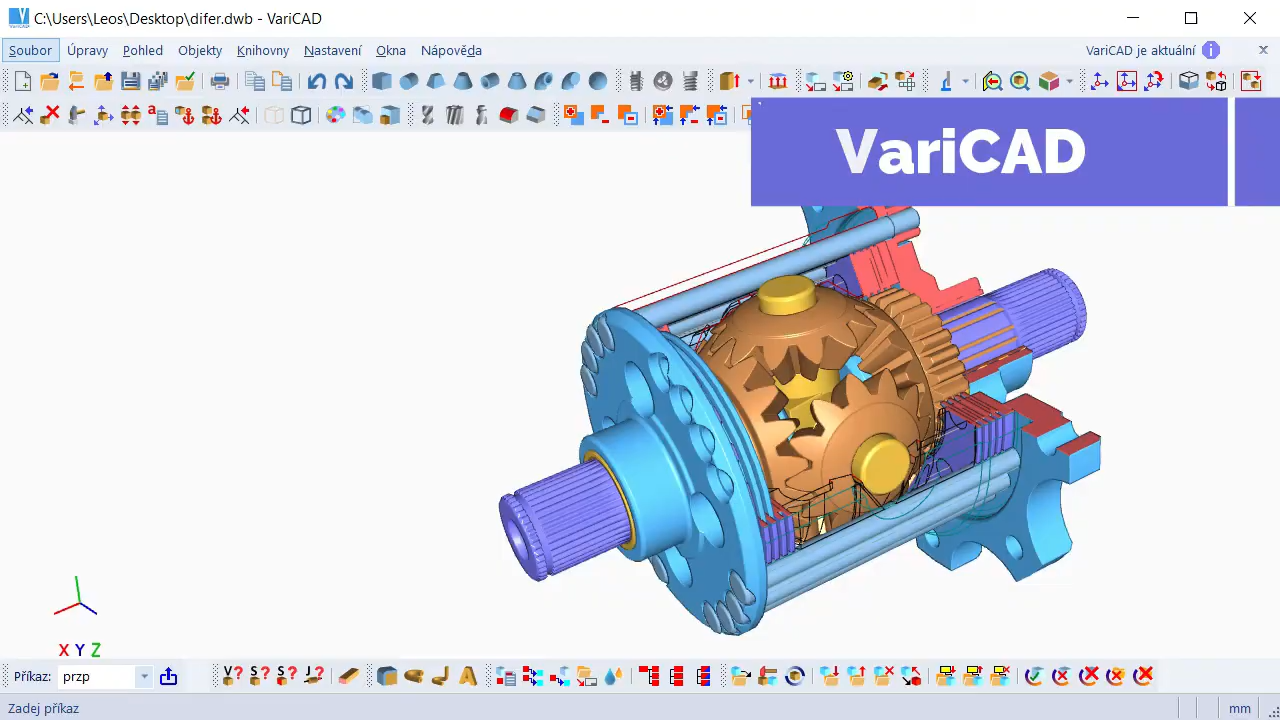 C:\Users\Leos\Desktop\difer.dwb - VariCAD
Soubor Úpravy Pohled Objekty Knihovny Nastavení Okna Nápověda VariCAD je aktuální
VariCAD
X Y Z
Příkaz: przp
Zadej příkaz mm